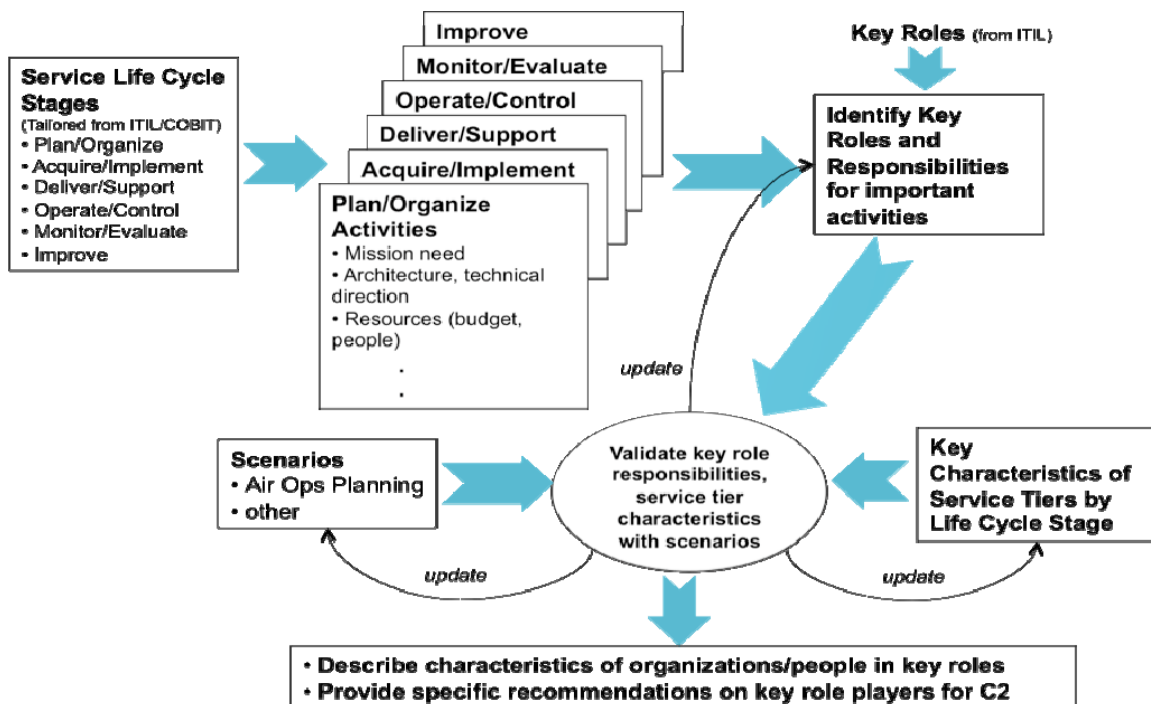 Service Life Cycle
Stages
(Tailored from ITIL/COBIT)
• Plan/Organize
• Acquire/Implement
• Deliver/Support
• Operate/Control
• Monitor/Evaluate
• Improve
Improve
Monitor/Evaluate
Operate/Control
Deliver/Support
Acquire/Implement
Plan/Organize
Activities
• Mission need
• Architecture, technical
direction
• Resources (budget,
people)
.
.
Key Roles (from ITIL)
Identify Key
Roles and
Responsibilities
for important
activities
update
Scenarios
• Air Ops Planning
• other
update
Validate key role
responsibilities,
service tier
characteristics
with scenarios
Key
Characteristics of
Service Tiers by
Life Cycle Stage
update
• Describe characteristics of organizations/people in key roles
• Provide specific recommendations on key role players for C2